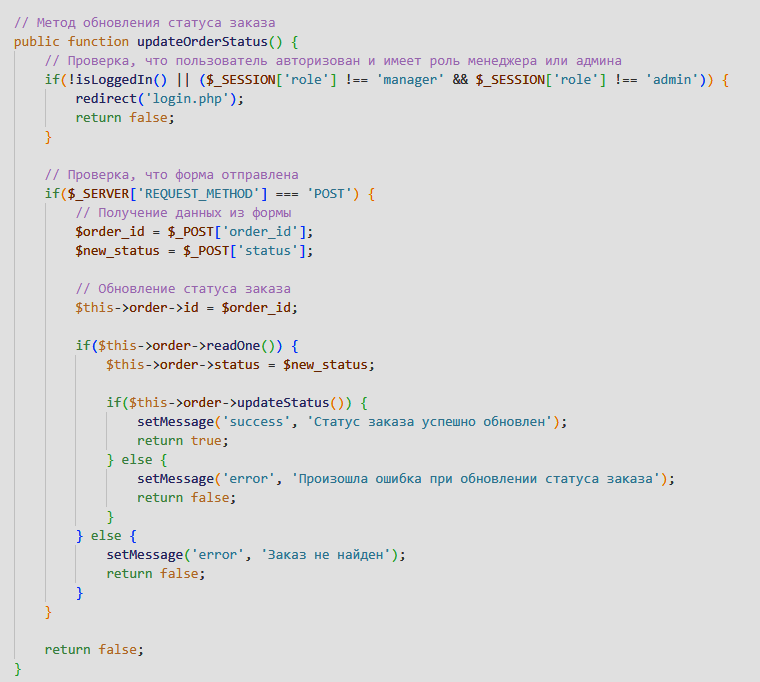 // Метод обновления статуса заказа
public function updateOrderStatus() {
    // Проверка, что пользователь авторизован и имеет роль менеджера или админа
    if(!isLoggedIn() || ($_SESSION['role'] !== 'manager' && $_SESSION['role'] !== 'admin')) {
        redirect('login.php');
        return false;
    }

    // Проверка, что форма отправлена
    if($_SERVER['REQUEST_METHOD'] === 'POST') {
        // Получение данных из формы
        $order_id = $_POST['order_id'];
        $new_status = $_POST['status'];

        // Обновление статуса заказа
        $this->order->id = $order_id;

        if($this->order->readOne()) {
            $this->order->status = $new_status;

            if($this->order->updateStatus()) {
                setMessage('success', 'Статус заказа успешно обновлен');
                return true;
            } else {
                setMessage('error', 'Произошла ошибка при обновлении статуса заказа');
                return false;
            }
        } else {
            setMessage('error', 'Заказ не найден');
            return false;
        }
    }

    return false;
}